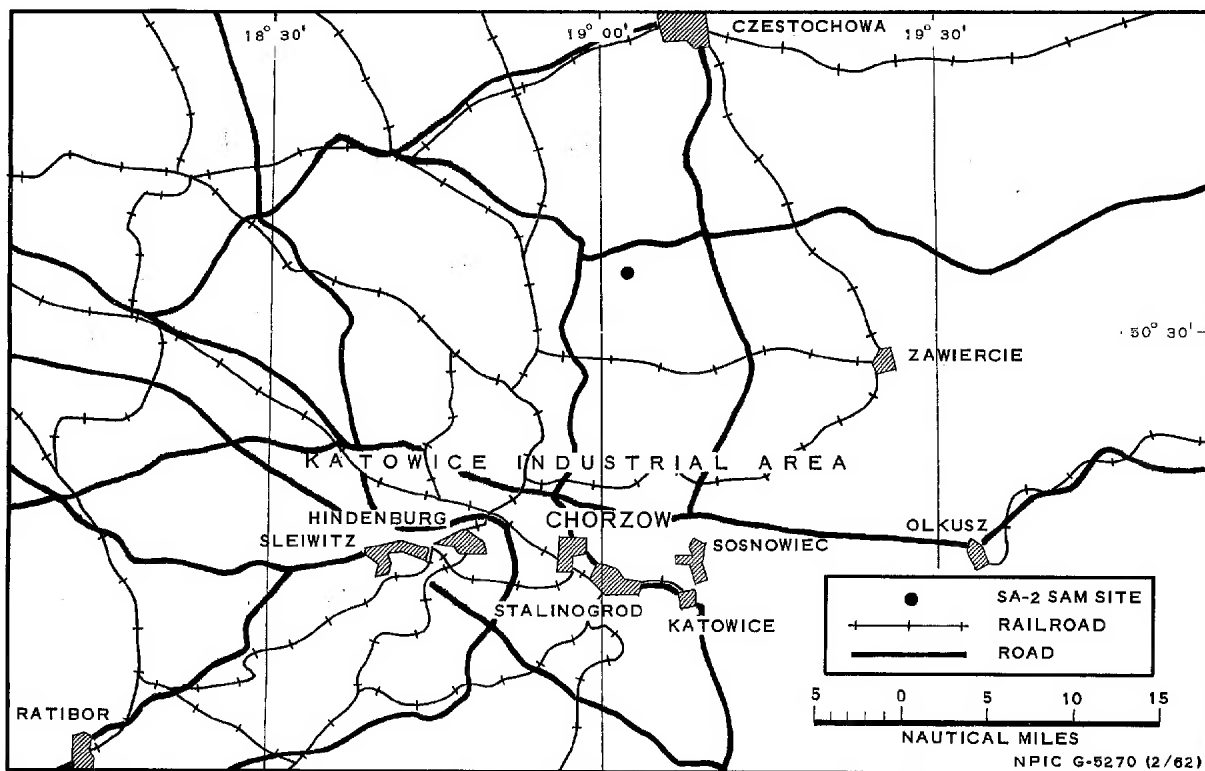 CZESTOCHOWA
18° 30'
19° 00'
19° 30'
50° 30'
ZAWIERCIE
KATOWICE INDUSTRIAL AREA
HINDENBURG
CHORZOW
OLKUSZ
SLEIWITZ
SOSNOWIEC
STALINOGROD
KATOWICE
RATIBOR
SA-2 SAM SITE
RAILROAD
ROAD
5 0 5 10 15
NAUTICAL MILES
NPIC G-5270 (2/62)